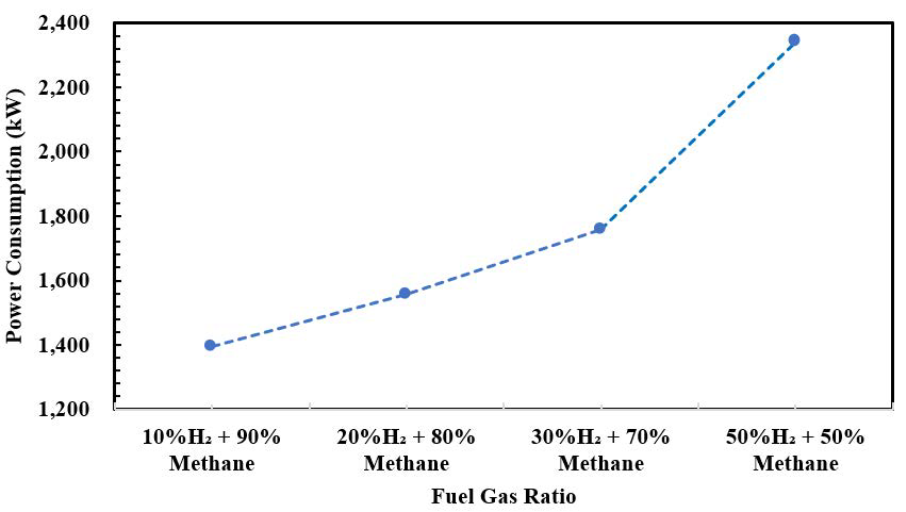 2,400
2,200
2,000
1,800
1,600
1,400
1,200
Power Consumption (kW)
10%H₂ + 90% Methane
20%H₂ + 80% Methane
30%H₂ + 70% Methane
50%H₂ + 50% Methane
Fuel Gas Ratio